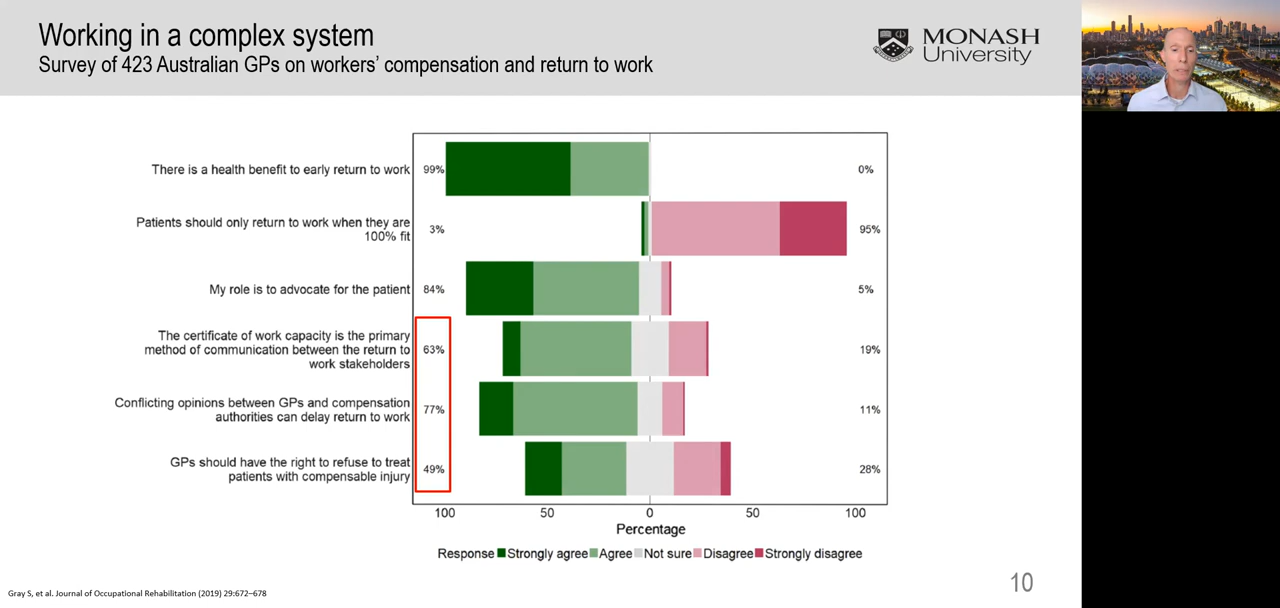 Working in a complex system
Survey of 423 Australian GPs on workers' compensation and return to work
MONASH
University
There is a health benefit to early return to work 99% 0%
Patients should only return to work when they are
100% fit
3% 95%
My role is to advocate for the patient 84% 5%
The certificate of work capacity is the primary
method of communication between the return to
work stakeholders
63% 19%
Conflicting opinions between GPs and compensation
authorities can delay return to work
77% 11%
GPs should have the right to refuse to treat
patients with compensable injury
49% 28%
100 50 0 50 100
Percentage
Response Strongly agree Agree Not sure Disagree Strongly disagree
10
Gray S, et al. Journal of Occupational Rehabilitation (2019) 29:672–678